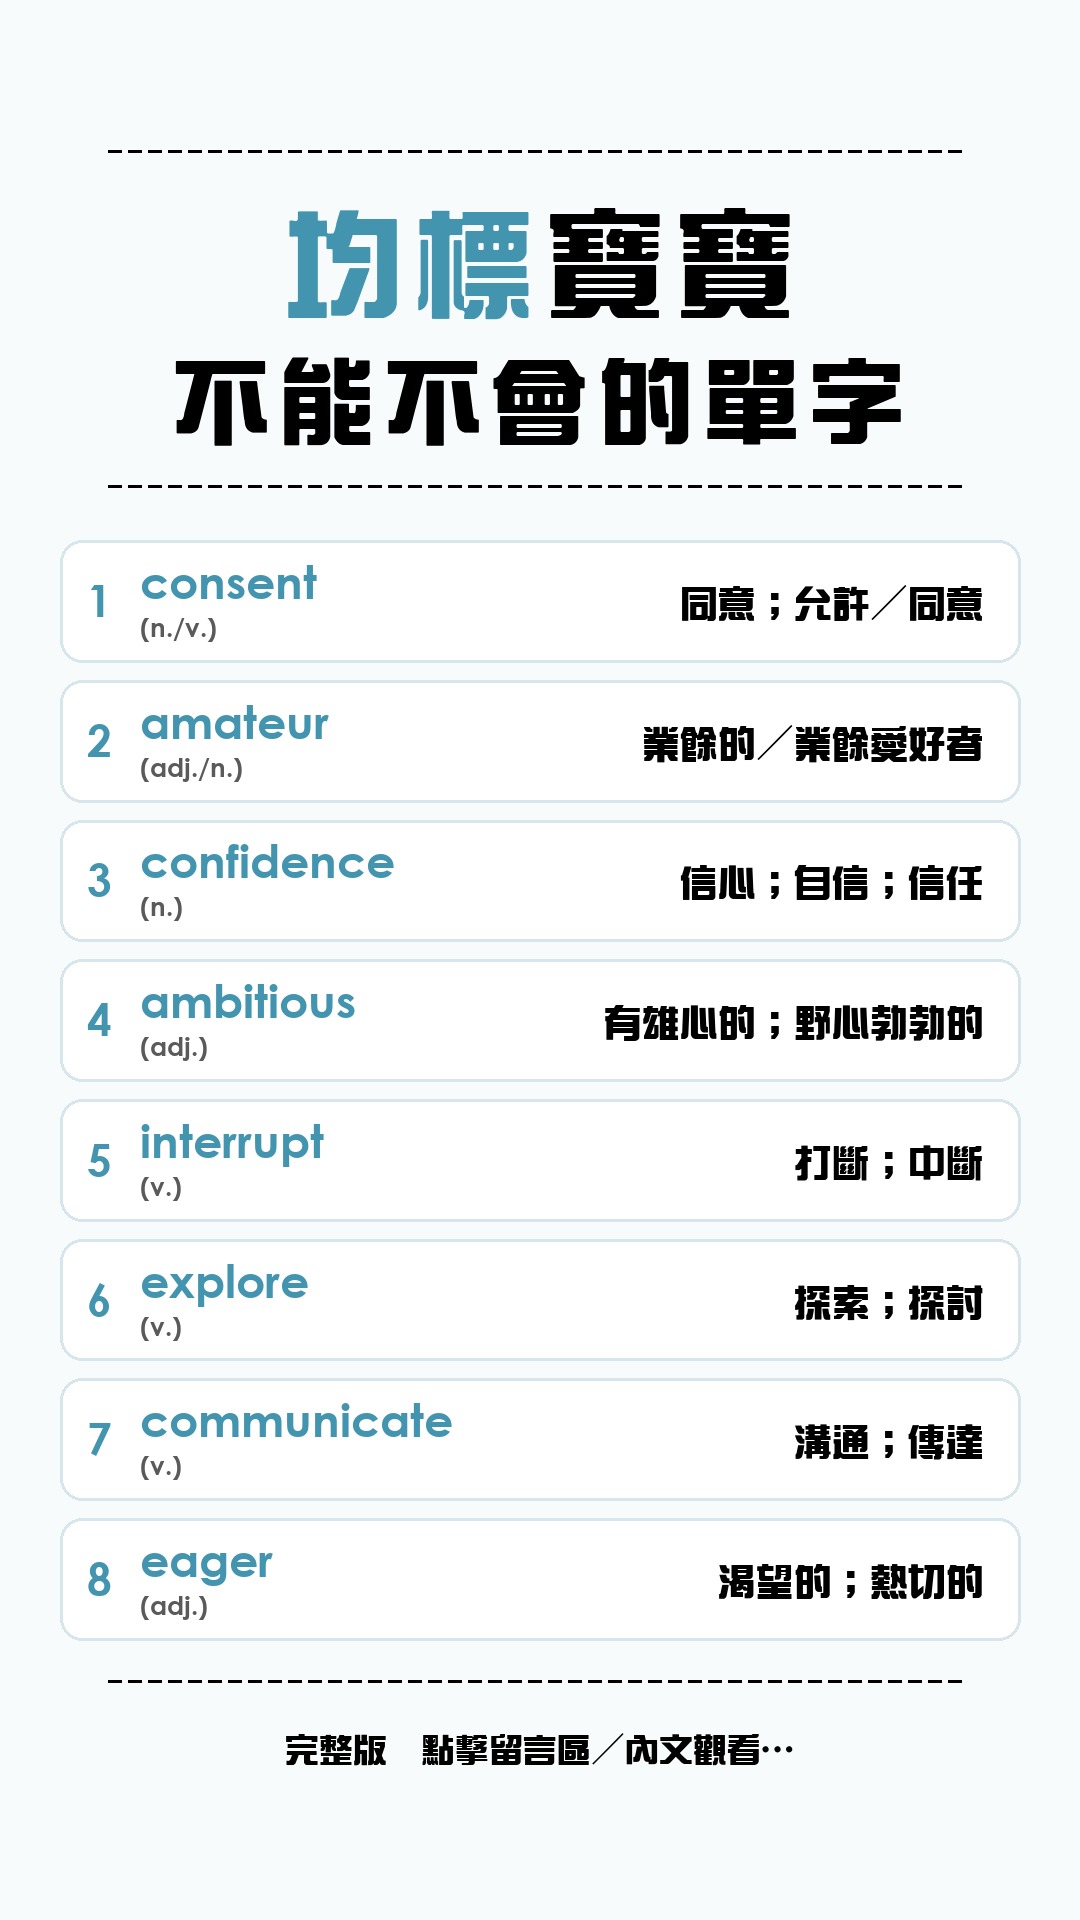 均標寶寶
不能不會的單字
1 consent (n./v.) 同意；允許／同意
2 amateur (adj./n.) 業餘的／業餘愛好者
3 confidence (n.) 信心；自信；信任
4 ambitious (adj.) 有雄心的；野心勃勃的
5 interrupt (v.) 打斷；中斷
6 explore (v.) 探索；探討
7 communicate (v.) 溝通；傳達
8 eager (adj.) 渴望的；熱切的
完整版　點擊留言區／內文觀看…